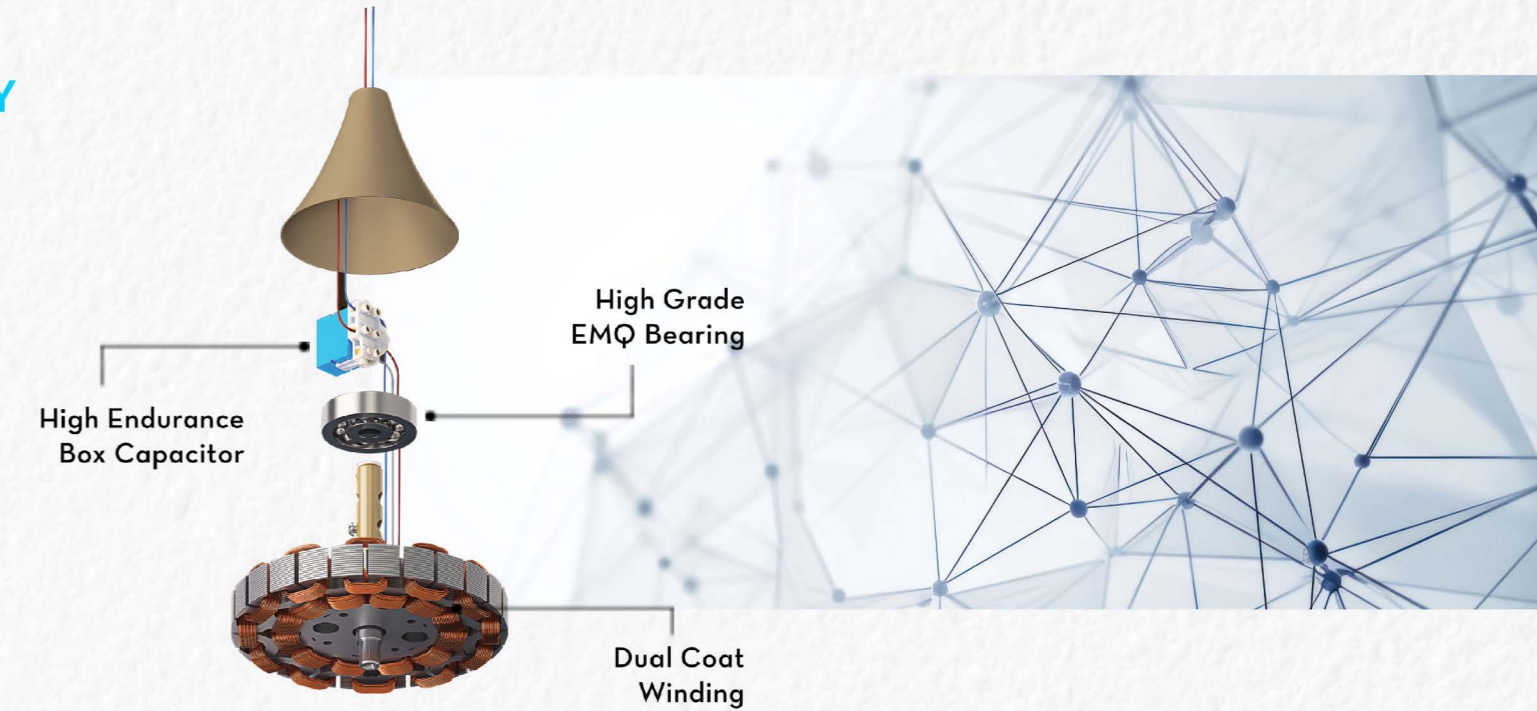 Y
High Grade
EMQ Bearing
High Endurance
Box Capacitor
Dual Coat
Winding